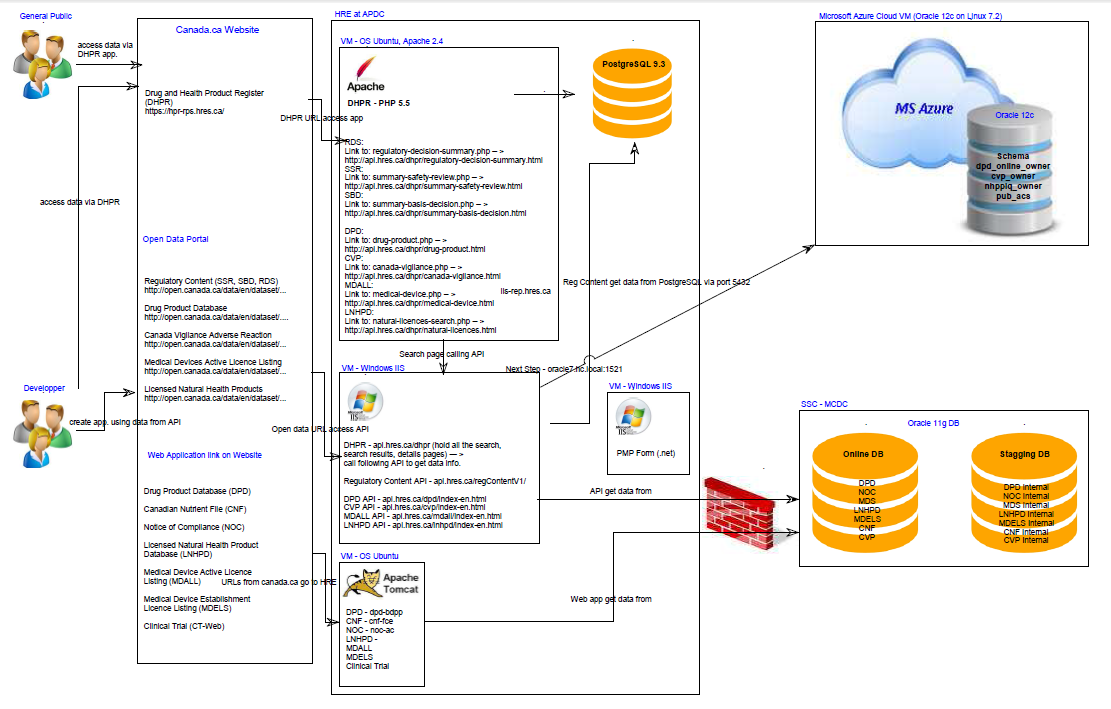 General Public
access data via
DHPR app.
Canada.ca Website
Drug and Health Product Register
(DHPR)
https://hpr-rps.hres.ca/
access data via DHPR
Open Data Portal
Regulatory Content (SSR, SBD, RDS)
http://open.canada.ca/data/en/dataset/...
Drug Product Database
http://open.canada.ca/data/en/dataset/....
Canada Vigilance Adverse Reaction
http://open.canada.ca/data/en/dataset/...
Medical Devices Active Licence Listing
http://open.canada.ca/data/en/dataset/...
Licensed Natural Health Products
http://open.canada.ca/data/en/dataset/...
Developper
create app, using data from API
Web Application link on Website
Drug Product Database (DPD)
Canadian Nutrient File (CNF)
Notice of Compliance (NOC)
Licensed Natural Health Product
Database (LNHPD)
Medical Device Active Licence
Listing (MDALL)
Medical Device Establishment
Licence Listing (MDELS)
Clinical Trial (CT-Web)
HRE at APDC
VM - OS Ubuntu, Apache 2.4
Apache
DHPR - PHP 5.5
DHPR URL access app
RDS:
Link to: regulatory-decision-summary.php -- >
http://api.hres.ca/dhpr/regulatory-decision-summary.html
SSR:
Link to: summary-safety-review.php -- >
http://api.hres.ca/dhpr/summary-safety-review.html
SBD:
Link to: summary-basis-decision.php -- >
http://api.hres.ca/dhpr/summary-basis-decision.html
DPD:
Link to: drug-product.php -- >
http://api.hres.ca/dhpr/drug-product.html
CVP:
Link to: canada-vigilance.php -- >
http://api.hres.ca/dhpr/canada-vigilance.html
MDALL:
Link to: medical-device.php -- >
http://api.hres.ca/dhpr/medical-device.html
LNHPD:
Link to: natural-licences-search.php -- >
http://api.hres.ca/dhpr/natural-licences.html
lis-rep.hres.ca
PostgreSQL 9.3
Reg Content get data from PostgreSQL via port 5432
Search page calling API
Next Step - oracle7.hc.local:1521
VM - Windows IIS
Microsoft
IIS
Open data URL access API
DHPR - api.hres.ca/dhpr (hold all the search,
search results, details pages) --- >
call following API to get data info.
Regulatory Content API - api.hres.ca/regContentV1/
DPD API - api.hres.ca/dpd/index-en.html
CVP API - api.hres.ca/cvp/index-en.html
MDALL API - api.hres.ca/mdall/index-en.html
LNHPD API - api.hres.ca/lnhpd/index-en.html
VM - Windows IIS
Microsoft
IIS
PMP Form (.net)
API get data from
VM - OS Ubuntu
Apache
Tomcat
URLs from canada.ca go to HRE
DPD - dpd-bdpp
CNF - cnf-fce
NOC - noc-ac
LNHPD -
MDALL
MDELS
Clinical Trial
Web app get data from
Microsoft Azure Cloud VM (Oracle 12c on Linux 7.2)
MS Azure
Oracle 12c
Schema
dpd_online_owner
cvp_owner
nhppiq_owner
pub_acs
SSC - MCDC
Oracle 11g DB
Online DB
DPD
NOC
MDS
LNHPD
MDELS
CNF
CVP
Stagging DB
DPD Internal
NOC Internal
MDS Internal
LNHPD Internal
MDELS Internal
CNF Internal
CVP Internal